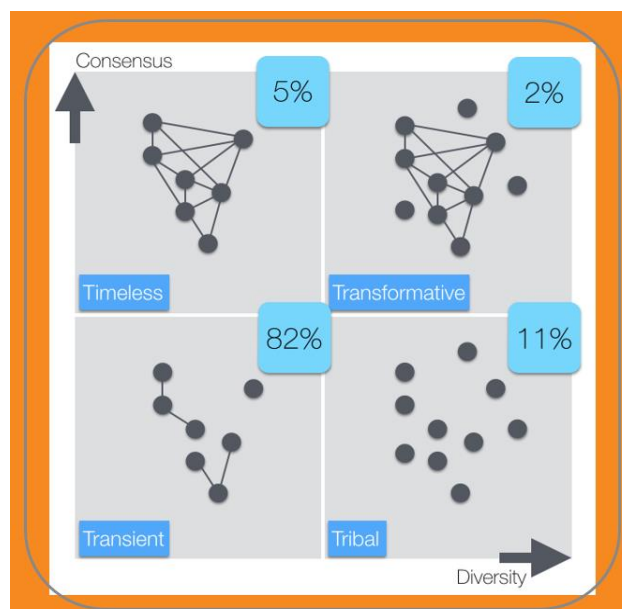 Consensus
5%
2%
Timeless
Transformative
82%
11%
Transient
Tribal
Diversity